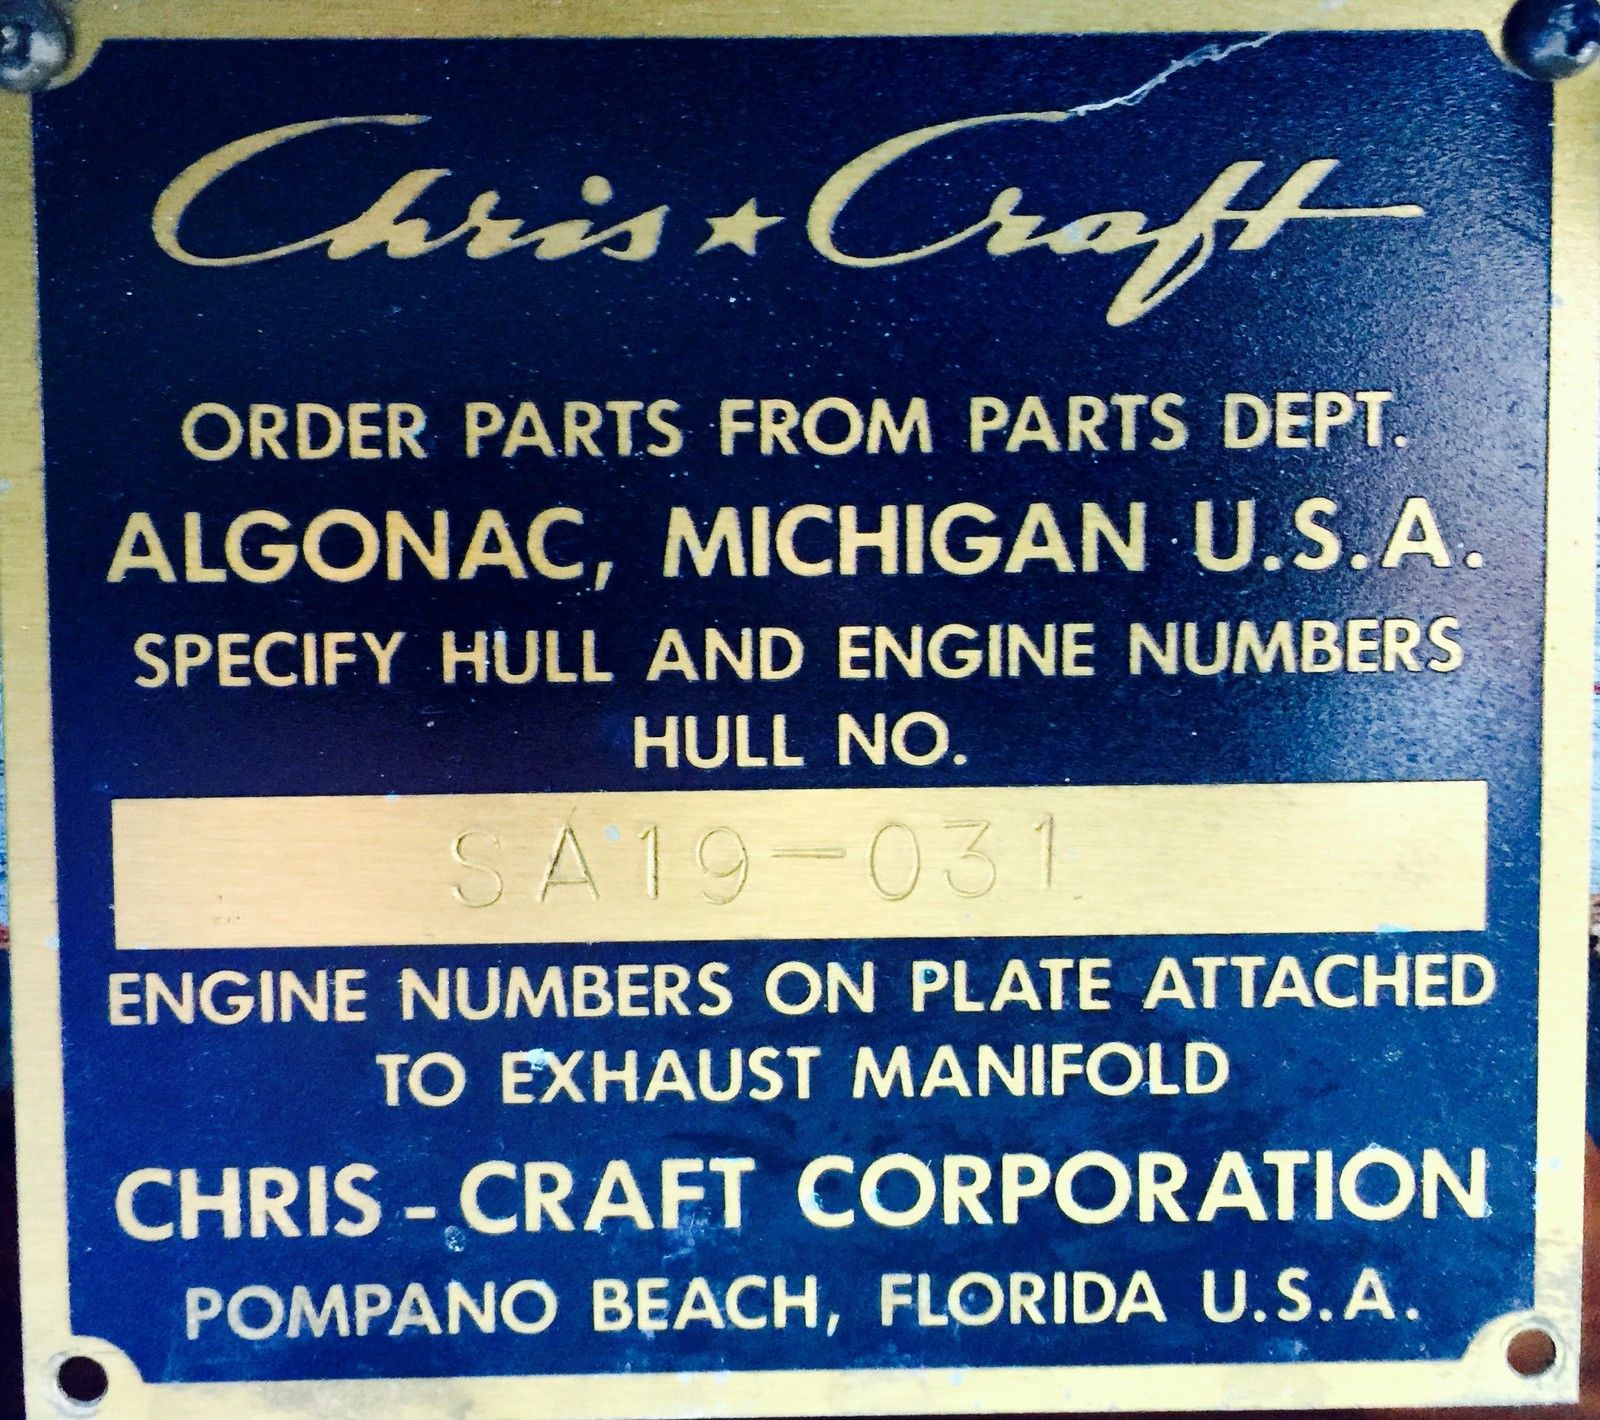 Chris★Craft
ORDER PARTS FROM PARTS DEPT.
ALGONAC, MICHIGAN U.S.A.
SPECIFY HULL AND ENGINE NUMBERS
HULL NO.
SA19-031
ENGINE NUMBERS ON PLATE ATTACHED
TO EXHAUST MANIFOLD
CHRIS-CRAFT CORPORATION
POMPANO BEACH, FLORIDA U.S.A.